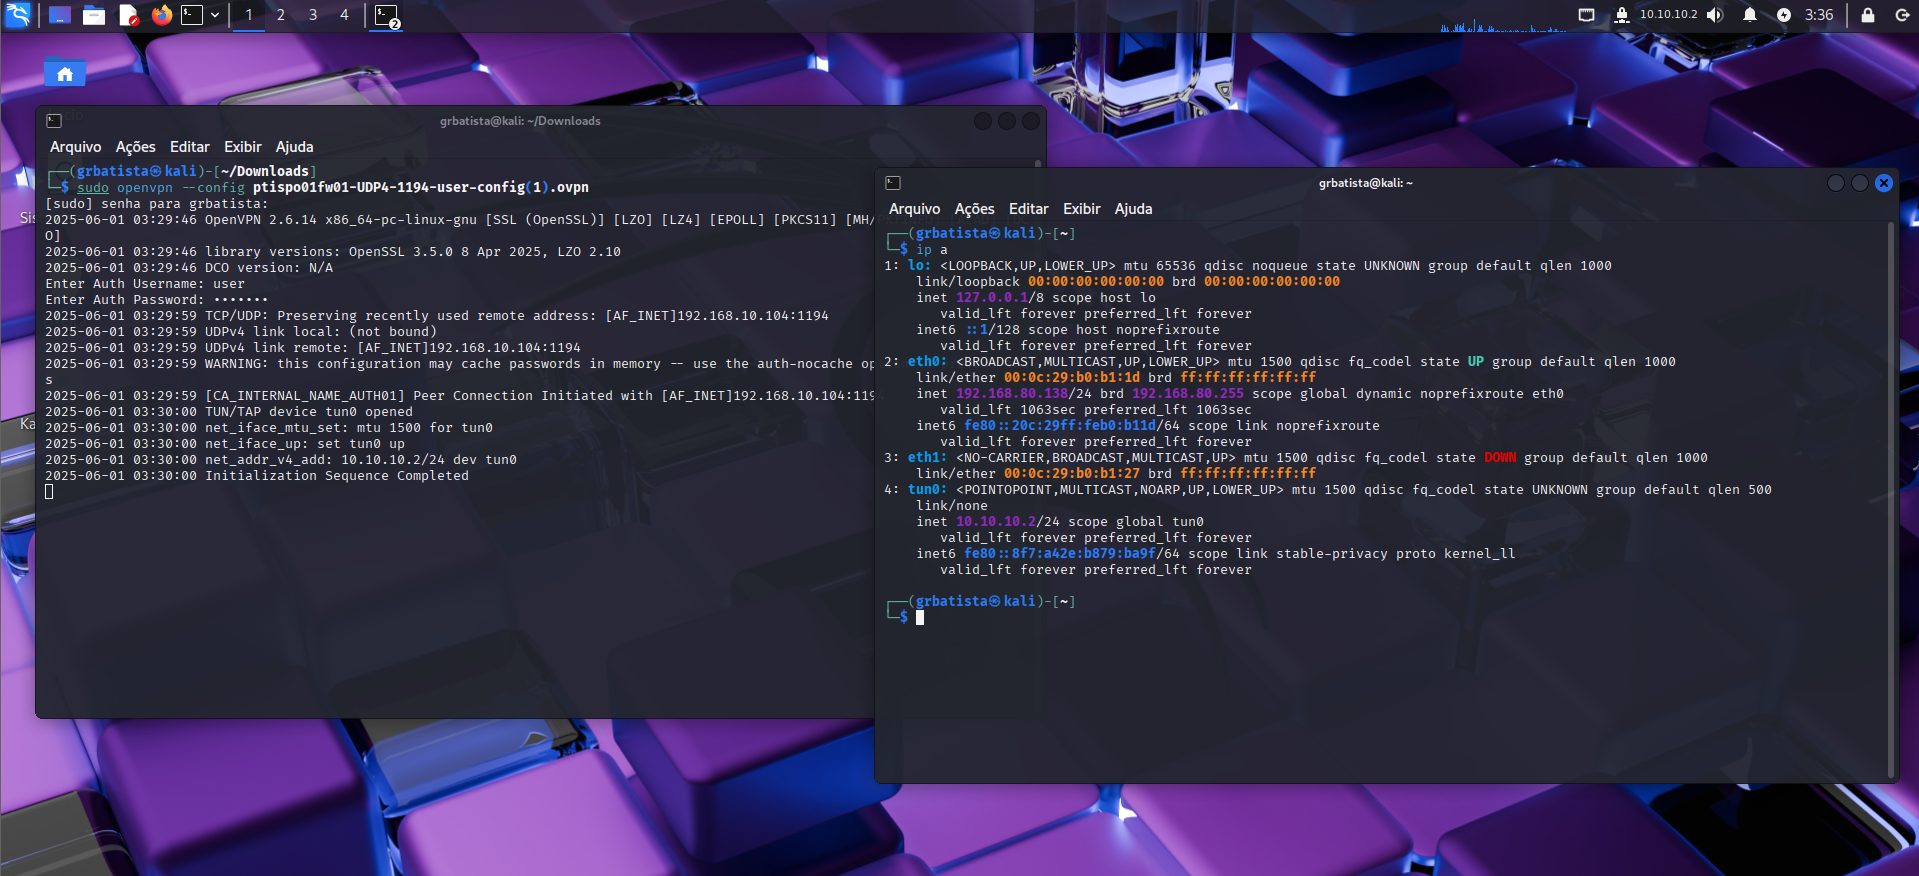 1 2 3 4
2
10.10.10.2
3:36
grbatista@kali: ~/Downloads
Arquivo Ações Editar Exibir Ajuda
┌──(grbatista㉿kali)-[~/Downloads]
└─$ sudo openvpn --config ptispo01fw01-UDP4-1194-user-config(1).ovpn
[sudo] senha para grbatista:
2025-06-01 03:29:46 OpenVPN 2.6.14 x86_64-pc-linux-gnu [SSL (OpenSSL)] [LZO] [LZ4] [EPOLL] [PKCS11] [MH/
O]
2025-06-01 03:29:46 library versions: OpenSSL 3.5.0 8 Apr 2025, LZO 2.10
2025-06-01 03:29:46 DCO version: N/A
Enter Auth Username: user
Enter Auth Password: •••••••
2025-06-01 03:29:59 TCP/UDP: Preserving recently used remote address: [AF_INET]192.168.10.104:1194
2025-06-01 03:29:59 UDPv4 link local: (not bound)
2025-06-01 03:29:59 UDPv4 link remote: [AF_INET]192.168.10.104:1194
2025-06-01 03:29:59 WARNING: this configuration may cache passwords in memory -- use the auth-nocache op
s
2025-06-01 03:29:59 [CA_INTERNAL_NAME_AUTH01] Peer Connection Initiated with [AF_INET]192.168.10.104:119
2025-06-01 03:30:00 TUN/TAP device tun0 opened
2025-06-01 03:30:00 net_iface_mtu_set: mtu 1500 for tun0
2025-06-01 03:30:00 net_iface_up: set tun0 up
2025-06-01 03:30:00 net_addr_v4_add: 10.10.10.2/24 dev tun0
2025-06-01 03:30:00 Initialization Sequence Completed
Sis
Ka
grbatista@kali: ~
Arquivo Ações Editar Exibir Ajuda
┌──(grbatista㉿kali)-[~]
└─$ ip a
1: lo: <LOOPBACK,UP,LOWER_UP> mtu 65536 qdisc noqueue state UNKNOWN group default qlen 1000
link/loopback 00:00:00:00:00:00 brd 00:00:00:00:00:00
inet 127.0.0.1/8 scope host lo
valid_lft forever preferred_lft forever
inet6 ::1/128 scope host noprefixroute
valid_lft forever preferred_lft forever
2: eth0: <BROADCAST,MULTICAST,UP,LOWER_UP> mtu 1500 qdisc fq_codel state UP group default qlen 1000
link/ether 00:0c:29:b0:b1:1d brd ff:ff:ff:ff:ff:ff
inet 192.168.80.138/24 brd 192.168.80.255 scope global dynamic noprefixroute eth0
valid_lft 1063sec preferred_lft 1063sec
inet6 fe80::20c:29ff:feb0:b11d/64 scope link noprefixroute
valid_lft forever preferred_lft forever
3: eth1: <NO-CARRIER,BROADCAST,MULTICAST,UP> mtu 1500 qdisc fq_codel state DOWN group default qlen 1000
link/ether 00:0c:29:b0:b1:27 brd ff:ff:ff:ff:ff:ff
4: tun0: <POINTOPOINT,MULTICAST,NOARP,UP,LOWER_UP> mtu 1500 qdisc fq_codel state UNKNOWN group default qlen 500
link/none
inet 10.10.10.2/24 scope global tun0
valid_lft forever preferred_lft forever
inet6 fe80::8f7:a42e:b879:ba9f/64 scope link stable-privacy proto kernel_ll
valid_lft forever preferred_lft forever
┌──(grbatista㉿kali)-[~]
└─$